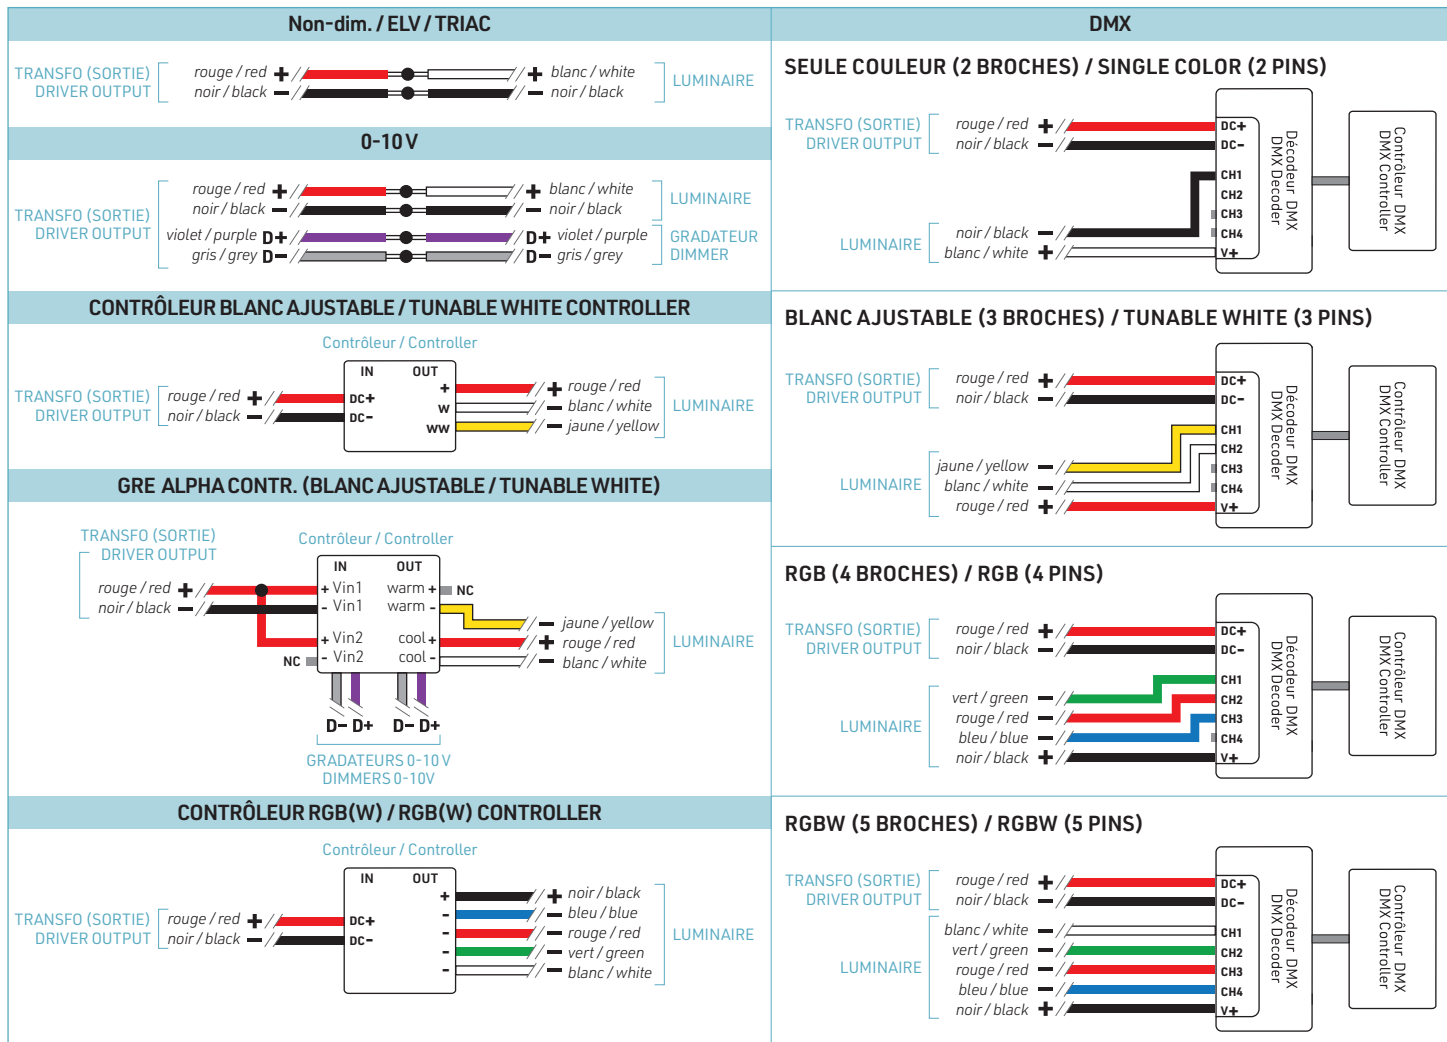 Non-dim. / ELV / TRIAC
TRANSFO (SORTIE)
DRIVER OUTPUT
rouge / red +
noir / black −
+ blanc / white
− noir / black
LUMINAIRE
0-10 V
TRANSFO (SORTIE)
DRIVER OUTPUT
rouge / red +
noir / black −
violet / purple D+
gris / grey D−
+ blanc / white
− noir / black
D+ violet / purple
D− gris / grey
LUMINAIRE
GRADATEUR
DIMMER
CONTRÔLEUR BLANC AJUSTABLE / TUNABLE WHITE CONTROLLER
Contrôleur / Controller
TRANSFO (SORTIE)
DRIVER OUTPUT
rouge / red +
noir / black −
IN OUT
DC+
DC−
+
W
WW
+ rouge / red
− blanc / white
− jaune / yellow
LUMINAIRE
GRE ALPHA CONTR. (BLANC AJUSTABLE / TUNABLE WHITE)
TRANSFO (SORTIE)
DRIVER OUTPUT
Contrôleur / Controller
rouge / red +
noir / black −
IN OUT
+ Vin1 warm + NC
- Vin1 warm -
+ Vin2 cool +
NC - Vin2 cool -
− jaune / yellow
+ rouge / red
− blanc / white
LUMINAIRE
D− D+ D− D+
GRADATEURS 0-10 V
DIMMERS 0-10V
CONTRÔLEUR RGB(W) / RGB(W) CONTROLLER
Contrôleur / Controller
TRANSFO (SORTIE)
DRIVER OUTPUT
rouge / red +
noir / black −
IN OUT
DC+
DC−
+
-
-
-
-
+ noir / black
− bleu / blue
− rouge / red
− vert / green
− blanc / white
LUMINAIRE
DMX
SEULE COULEUR (2 BROCHES) / SINGLE COLOR (2 PINS)
TRANSFO (SORTIE)
DRIVER OUTPUT
rouge / red +
noir / black −
LUMINAIRE
noir / black −
blanc / white +
DC+
DC−
CH1
CH2
CH3
CH4
V+
Décodeur DMX
DMX Decoder
Contrôleur DMX
DMX Controller
BLANC AJUSTABLE (3 BROCHES) / TUNABLE WHITE (3 PINS)
TRANSFO (SORTIE)
DRIVER OUTPUT
rouge / red +
noir / black −
LUMINAIRE
jaune / yellow −
blanc / white −
rouge / red +
DC+
DC−
CH1
CH2
CH3
CH4
V+
Décodeur DMX
DMX Decoder
Contrôleur DMX
DMX Controller
RGB (4 BROCHES) / RGB (4 PINS)
TRANSFO (SORTIE)
DRIVER OUTPUT
rouge / red +
noir / black −
LUMINAIRE
vert / green −
rouge / red −
bleu / blue −
noir / black +
DC+
DC−
CH1
CH2
CH3
CH4
V+
Décodeur DMX
DMX Decoder
Contrôleur DMX
DMX Controller
RGBW (5 BROCHES) / RGBW (5 PINS)
TRANSFO (SORTIE)
DRIVER OUTPUT
rouge / red +
noir / black −
LUMINAIRE
blanc / white −
vert / green −
rouge / red −
bleu / blue −
noir / black +
DC+
DC−
CH1
CH2
CH3
CH4
V+
Décodeur DMX
DMX Decoder
Contrôleur DMX
DMX Controller